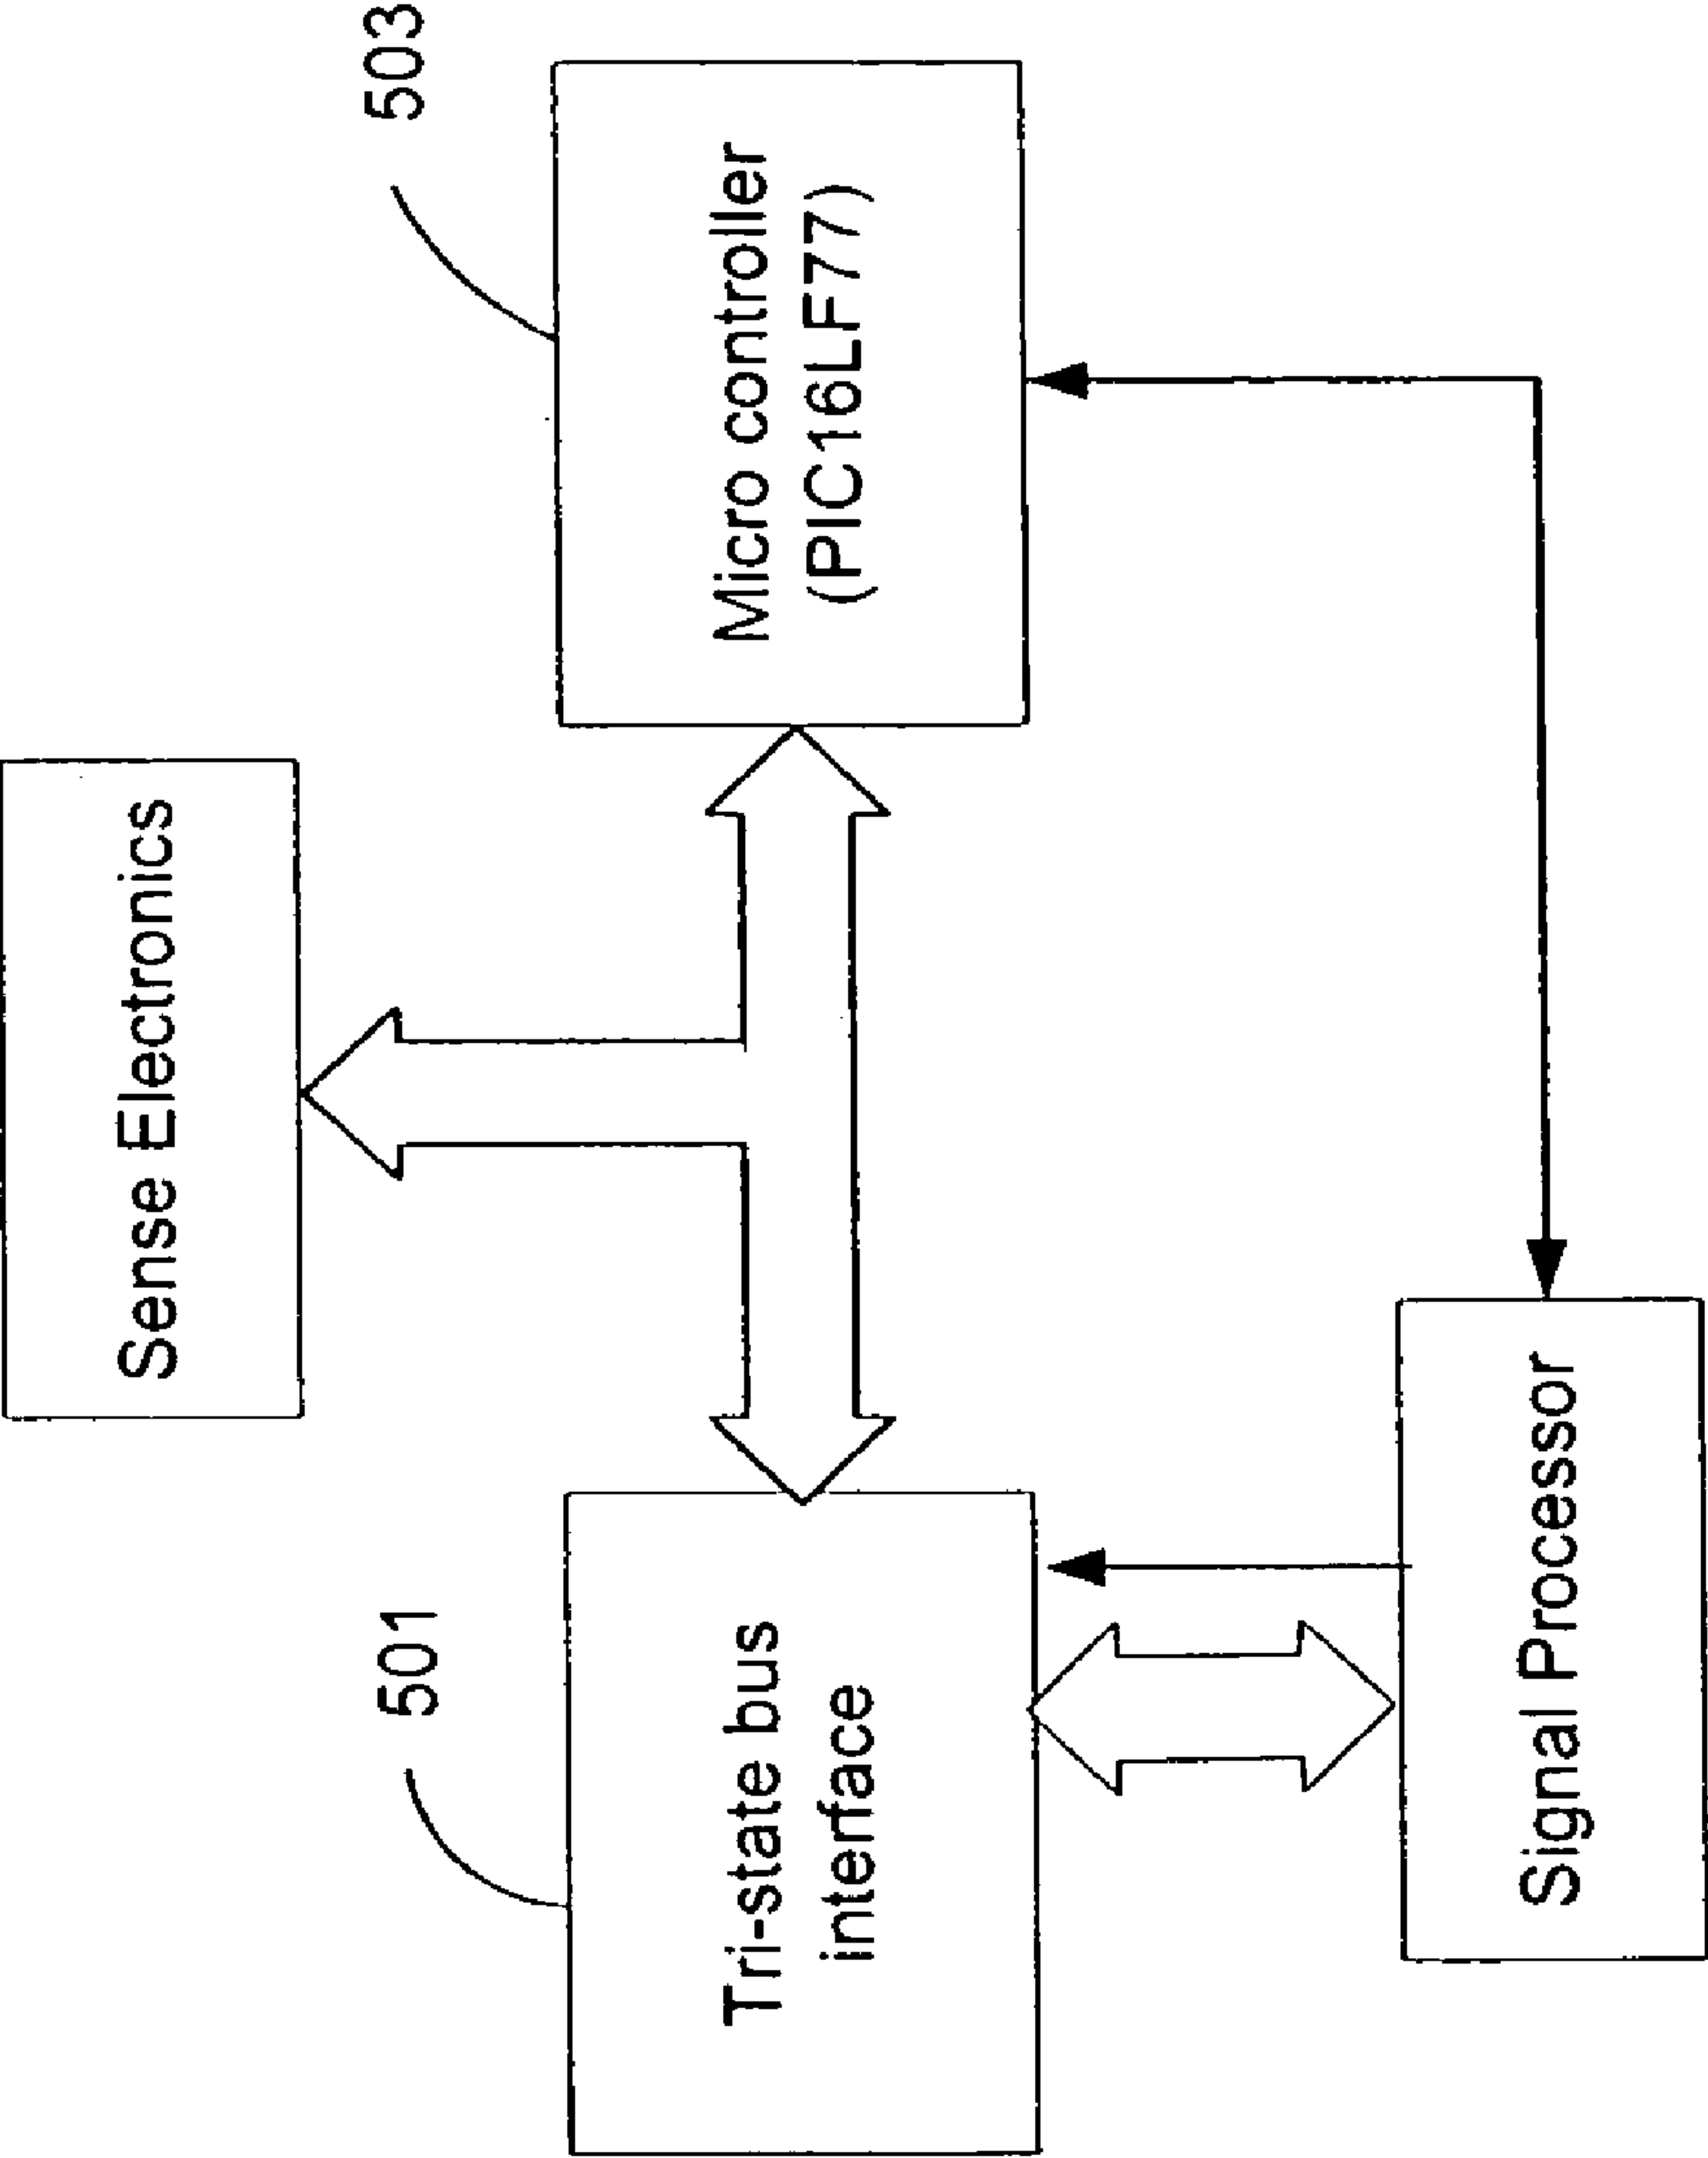 Sense Electronics
501
503
Tri-state bus
interface
Micro controller
(PIC16LF77)
Signal Processor